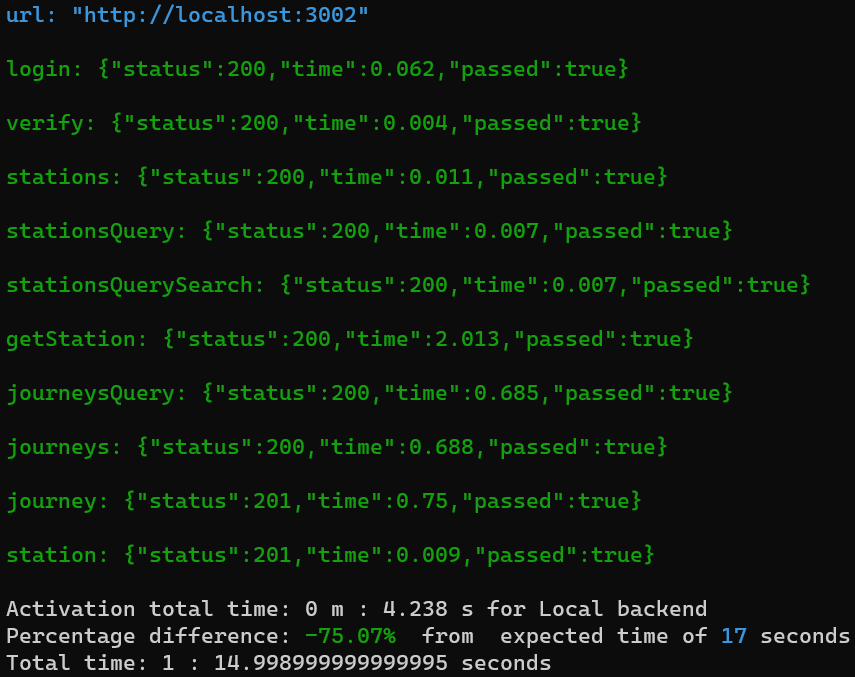 url: "http://localhost:3002"
login: {"status":200,"time":0.062,"passed":true}
verify: {"status":200,"time":0.004,"passed":true}
stations: {"status":200,"time":0.011,"passed":true}
stationsQuery: {"status":200,"time":0.007,"passed":true}
stationsQuerySearch: {"status":200,"time":0.007,"passed":true}
getStation: {"status":200,"time":2.013,"passed":true}
journeysQuery: {"status":200,"time":0.685,"passed":true}
journeys: {"status":200,"time":0.688,"passed":true}
journey: {"status":201,"time":0.75,"passed":true}
station: {"status":201,"time":0.009,"passed":true}
Activation total time: 0 m : 4.238 s for Local backend
Percentage difference: -75.07%  from  expected time of 17 seconds
Total time: 1 : 14.998999999999995 seconds